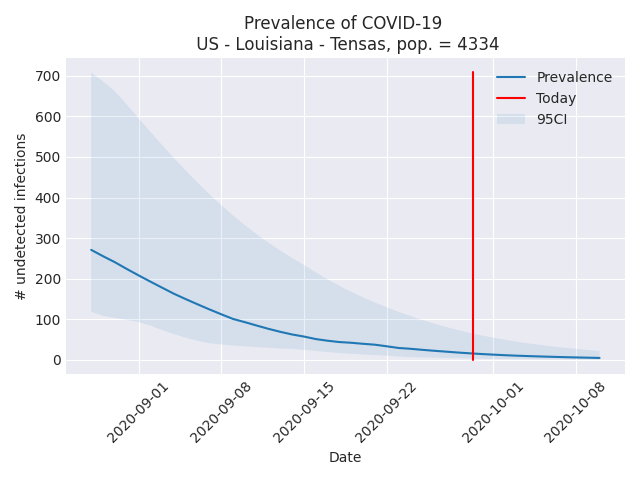 Prevalence of COVID-19
US - Louisiana - Tensas, pop. = 4334
700
600
500
400
300
200
100
0
# undetected infections
Prevalence
Today
95CI
2020-09-01
2020-09-08
2020-09-15
2020-09-22
2020-10-01
2020-10-08
Date